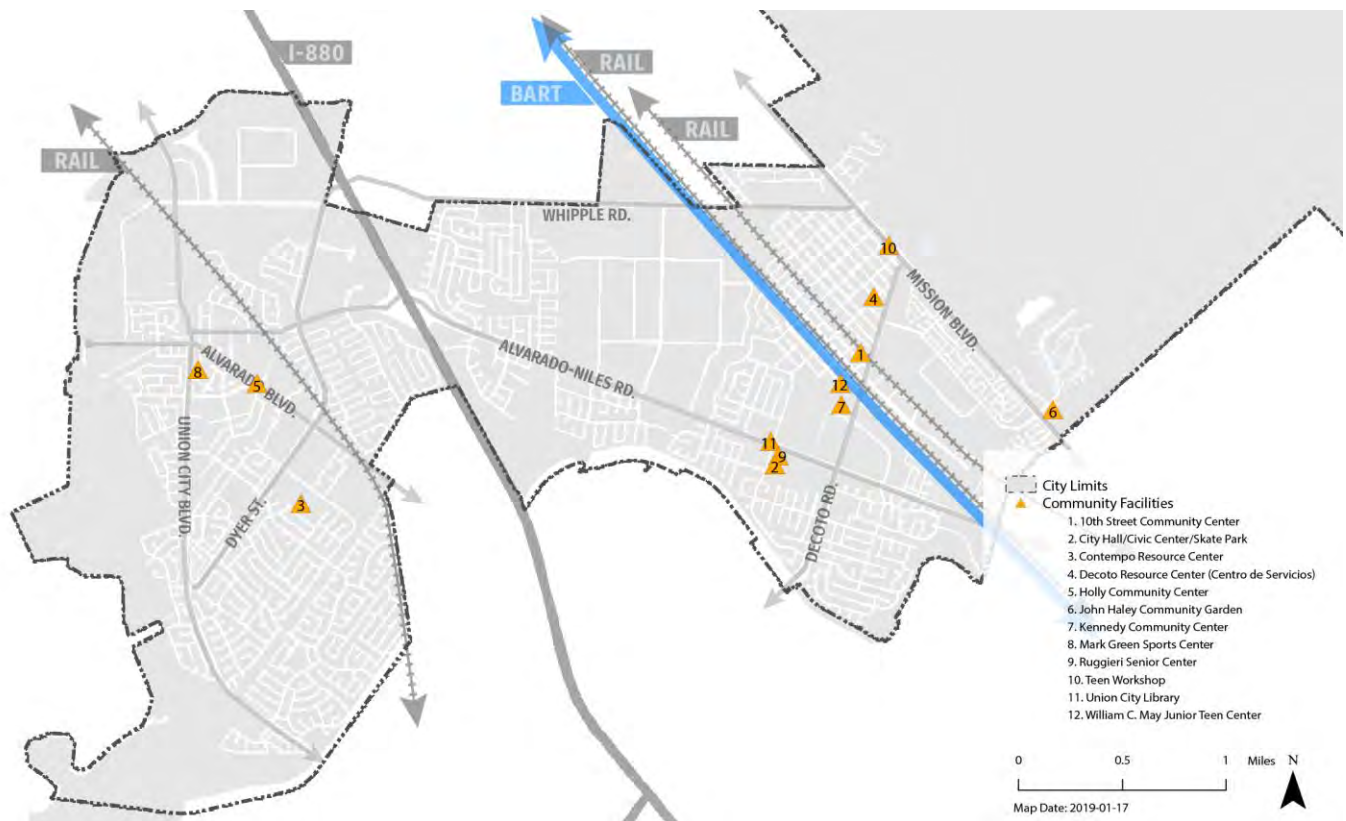 I-880
RAIL
BART
RAIL
RAIL
WHIPPLE RD.
10
MISSION BLVD.
4
ALVARADO-NILES RD.
1
8
ALVARADO BLVD.
5
12
7
6
UNION CITY BLVD.
11
9
2
DYER ST.
3
DECOTO RD.
City Limits
Community Facilities
1. 10th Street Community Center
2. City Hall/Civic Center/Skate Park
3. Contempo Resource Center
4. Decoto Resource Center (Centro de Servicios)
5. Holly Community Center
6. John Haley Community Garden
7. Kennedy Community Center
8. Mark Green Sports Center
9. Ruggieri Senior Center
10. Teen Workshop
11. Union City Library
12. William C. May Junior Teen Center
0 0.5 1 Miles N
Map Date: 2019-01-17